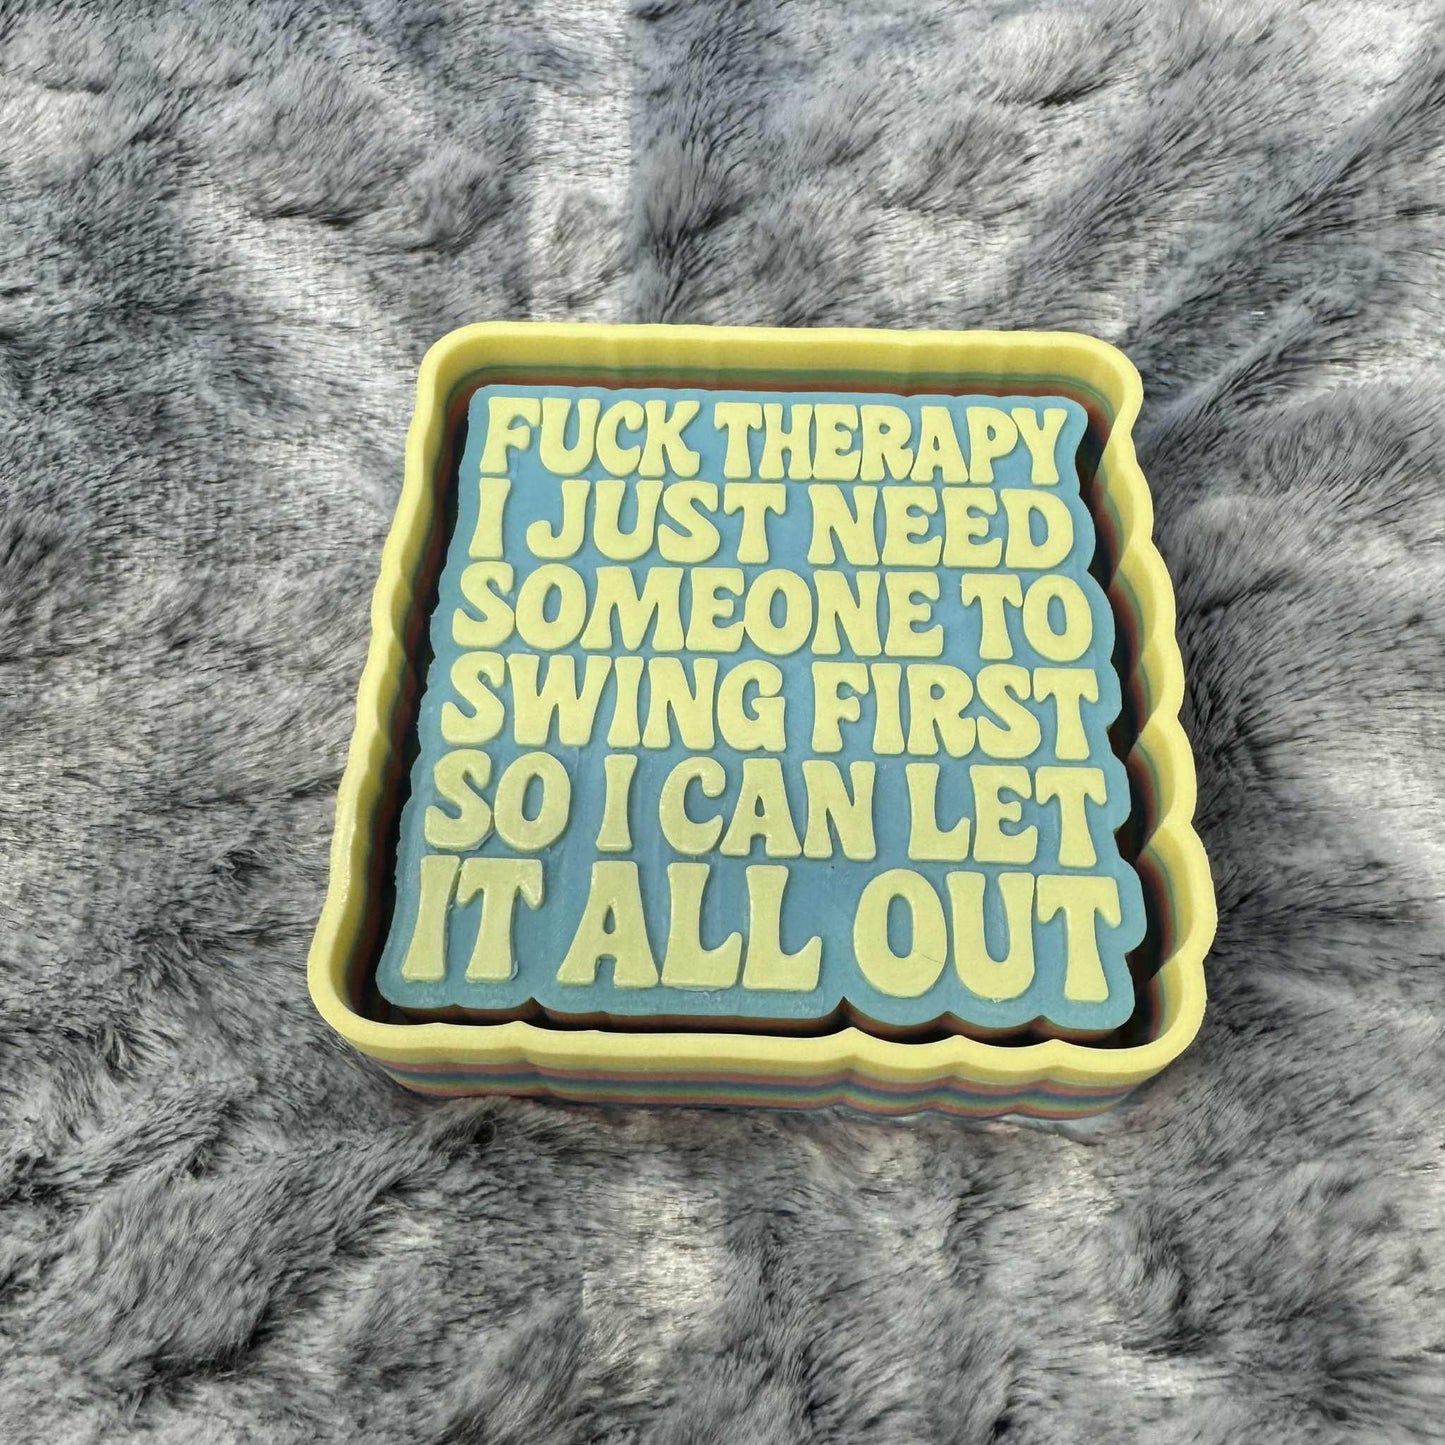 FUCK THERAPY
I JUST NEED
SOMEONE TO
SWING FIRST
SO I CAN LET
IT ALL OUT